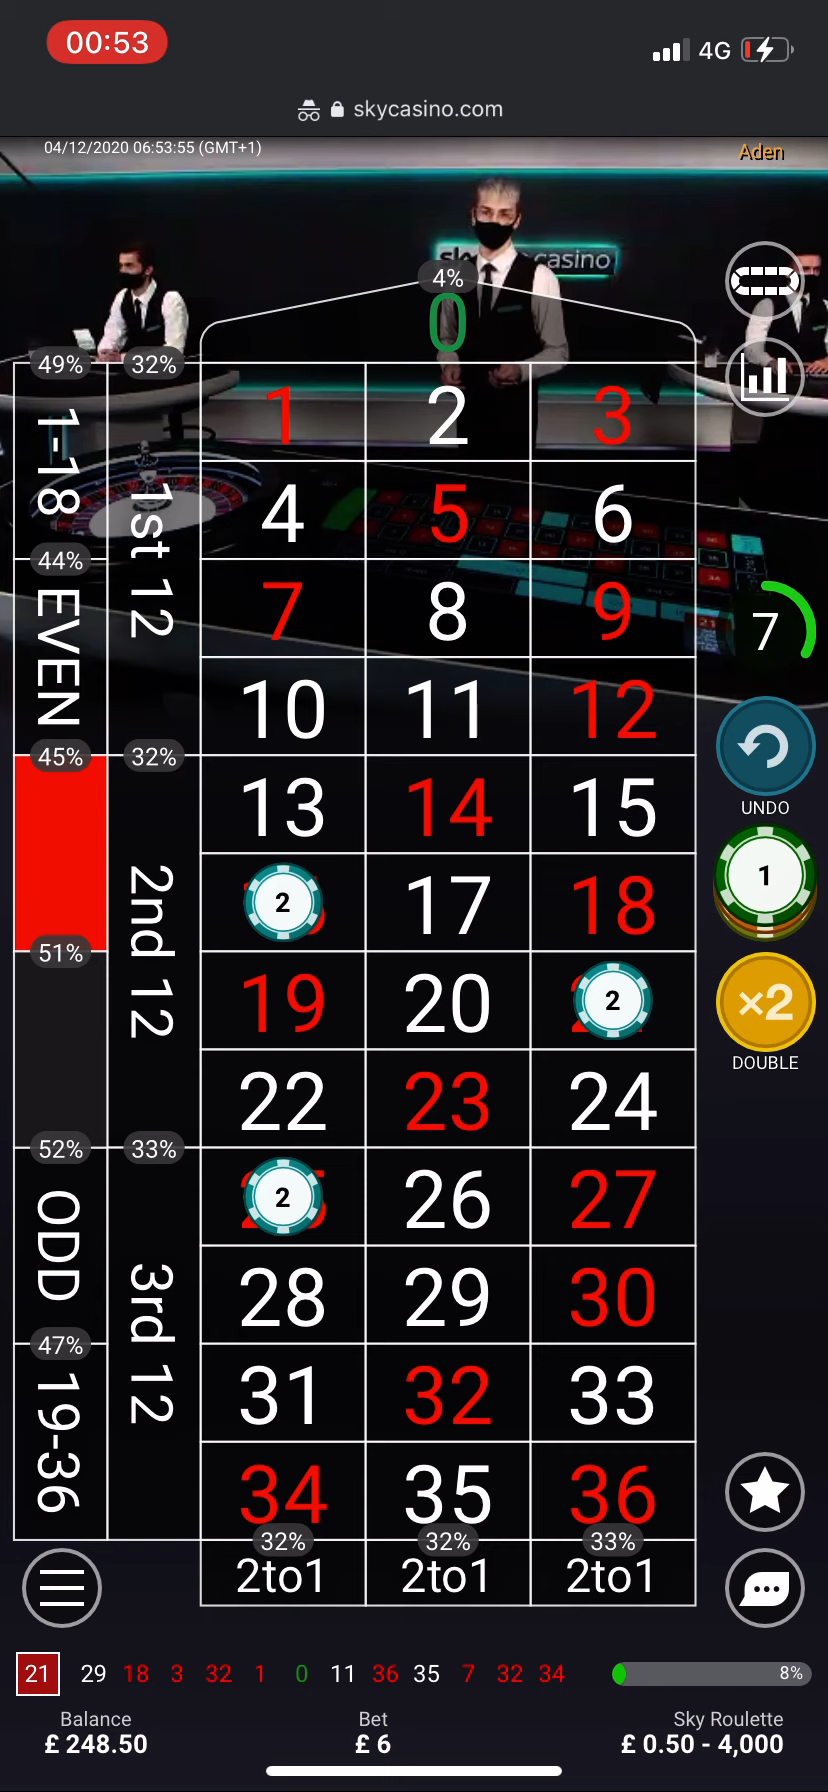 00:53
4G
skycasino.com
04/12/2020 06:53:55 (GMT+1)
Aden
casino
4%
0
49%
32%
1 2 3
1-18
1st 12
4 5 6
44%
EVEN
7 8 9
7
10 11 12
45%
32%
UNDO
13 14 15
1
2 17 18
2nd 12
51%
19 20 2
×2
DOUBLE
22 23 24
52%
33%
2 26 27
ODD
3rd 12
28 29 30
47%
19-36
31 32 33
34 35 36
32% 32% 33%
2to1 2to1 2to1
21 29 18 3 32 1 0 11 36 35 7 32 34
8%
Balance Bet Sky Roulette
£ 248.50 £ 6 £ 0.50 - 4,000